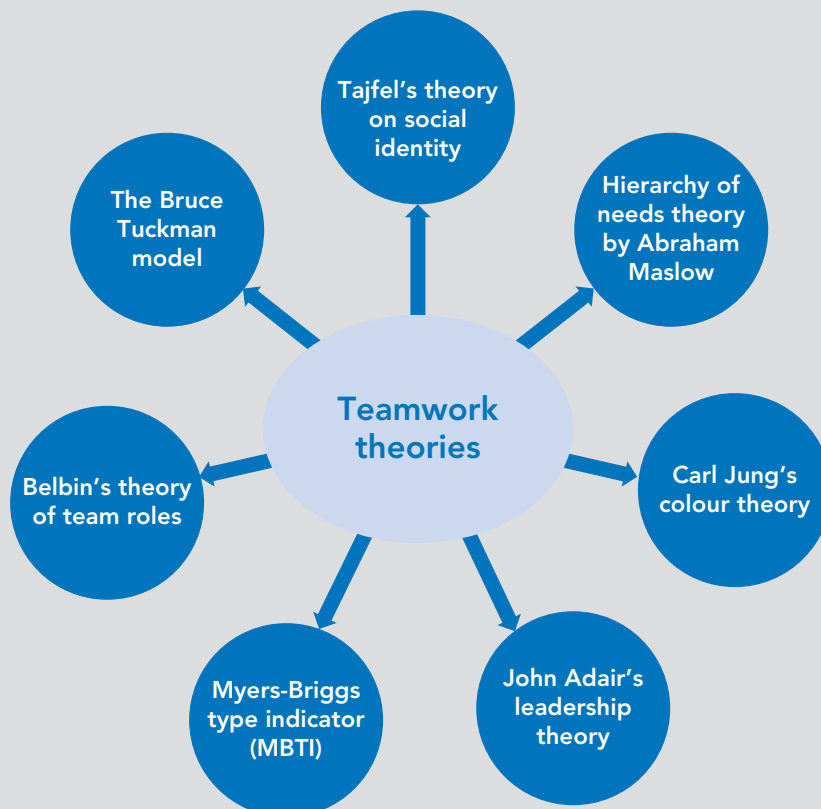 Teamwork
theories
Tajfel’s theory
on social
identity
Hierarchy of
needs theory
by Abraham
Maslow
Carl Jung’s
colour theory
John Adair’s
leadership
theory
Myers-Briggs
type indicator
(MBTI)
Belbin’s theory
of team roles
The Bruce
Tuckman
model